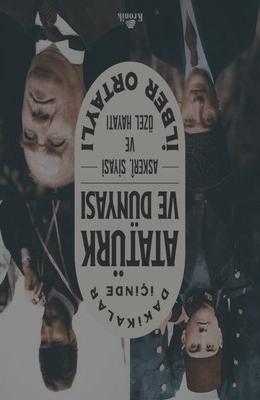 DAKİKALAR
İÇİNDE
ATATÜRK
VE DÜNYASI
ASKERİ, SİYASİ
VE
ÖZEL HAYATI
İLBER ORTAYLI
Kronik